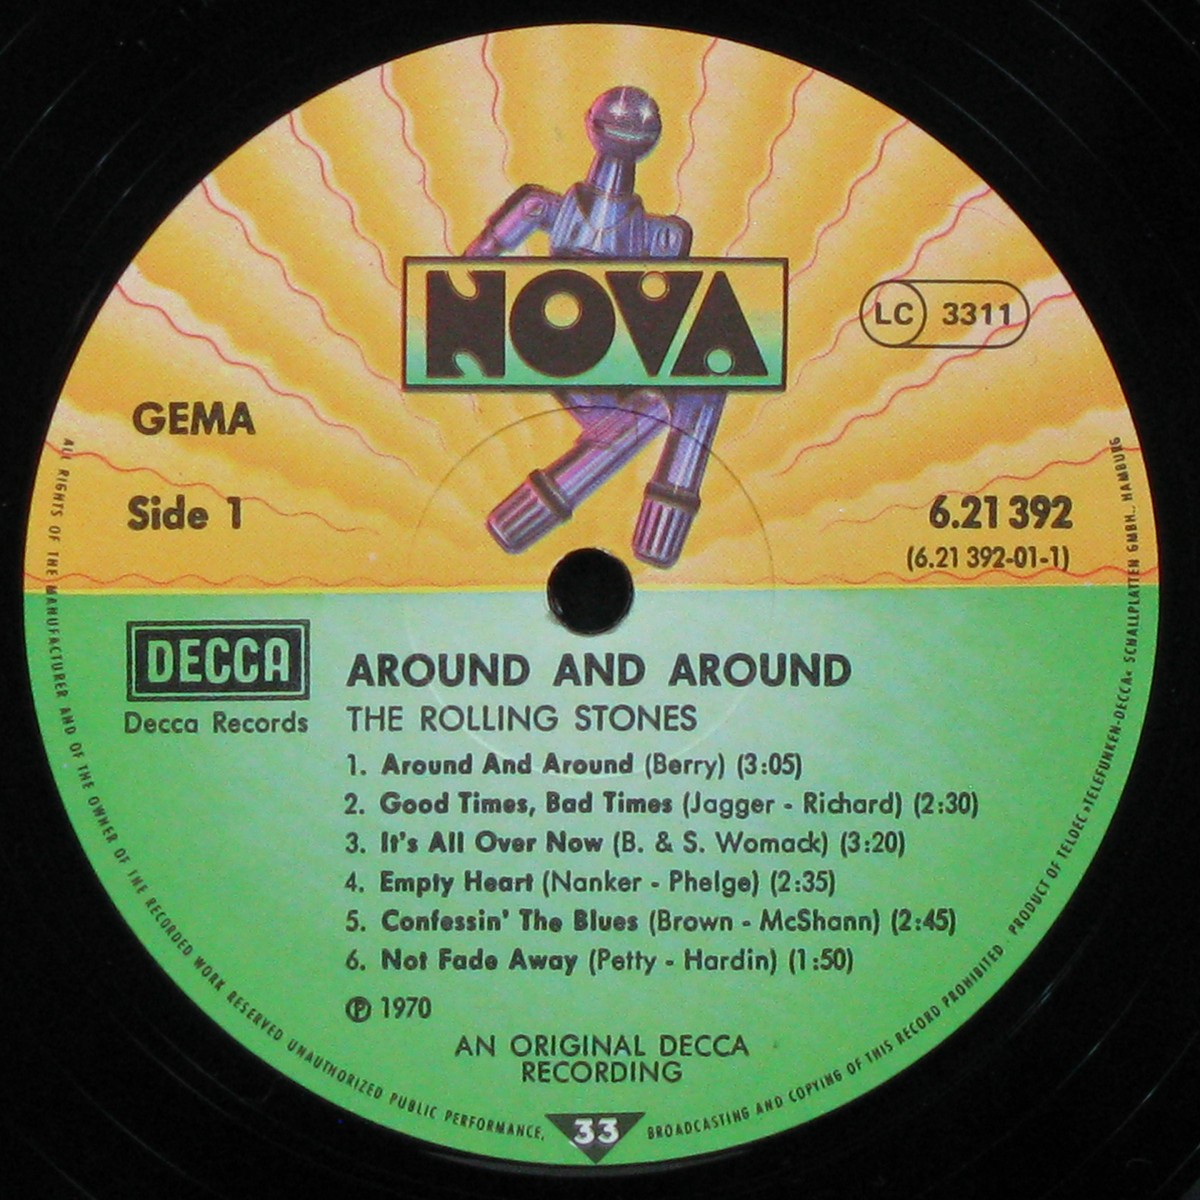 NOVA
LC 3311
GEMA
Side 1
6.21 392
(6.21 392-01-1)
DECCA
Decca Records
AROUND AND AROUND
THE ROLLING STONES
1. Around And Around (Berry) (3:05)
2. Good Times, Bad Times (Jagger - Richard) (2:30)
3. It's All Over Now (B. & S. Womack) (3:20)
4. Empty Heart (Nanker - Phelge) (2:35)
5. Confessin' The Blues (Brown - McShann) (2:45)
6. Not Fade Away (Petty - Hardin) (1:50)
℗ 1970
AN ORIGINAL DECCA
RECORDING
33
ALL RIGHTS OF THE MANUFACTURER AND OF THE OWNER OF THE RECORDED WORK RESERVED UNAUTHORIZED PUBLIC PERFORMANCE, BROADCASTING AND COPYING OF THIS RECORD PROHIBITED . PRODUCT OF TELDEC »TELEFUNKEN-DECCA« SCHALLPLATTEN GMBH., HAMBURG